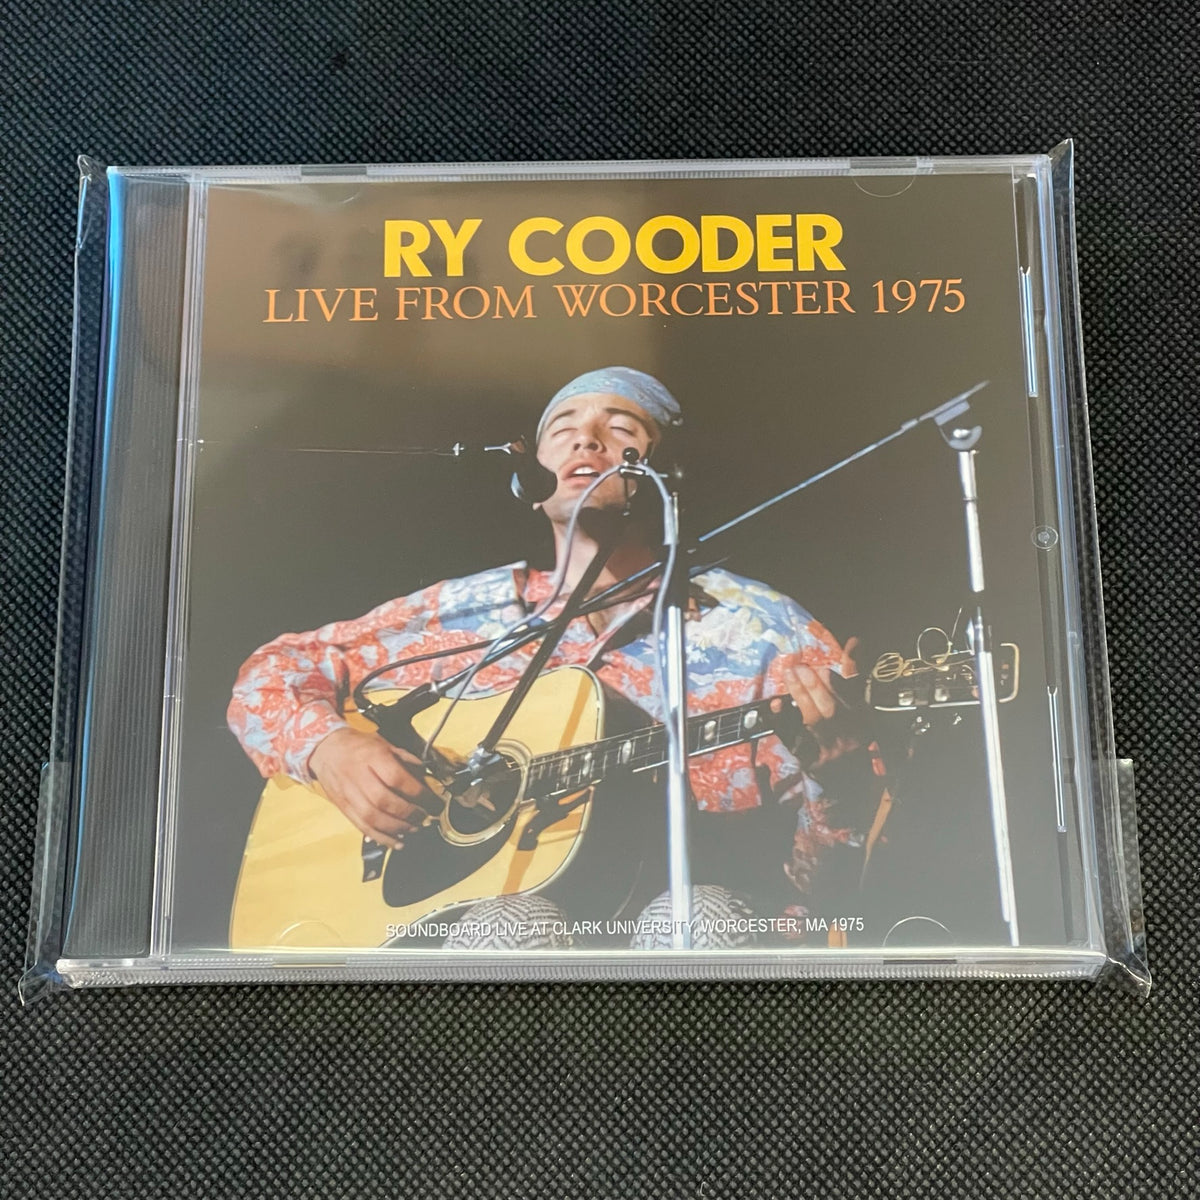 RY COODER
LIVE FROM WORCESTER 1975
SOUNDBOARD LIVE AT CLARK UNIVERSITY, WORCESTER, MA 1975